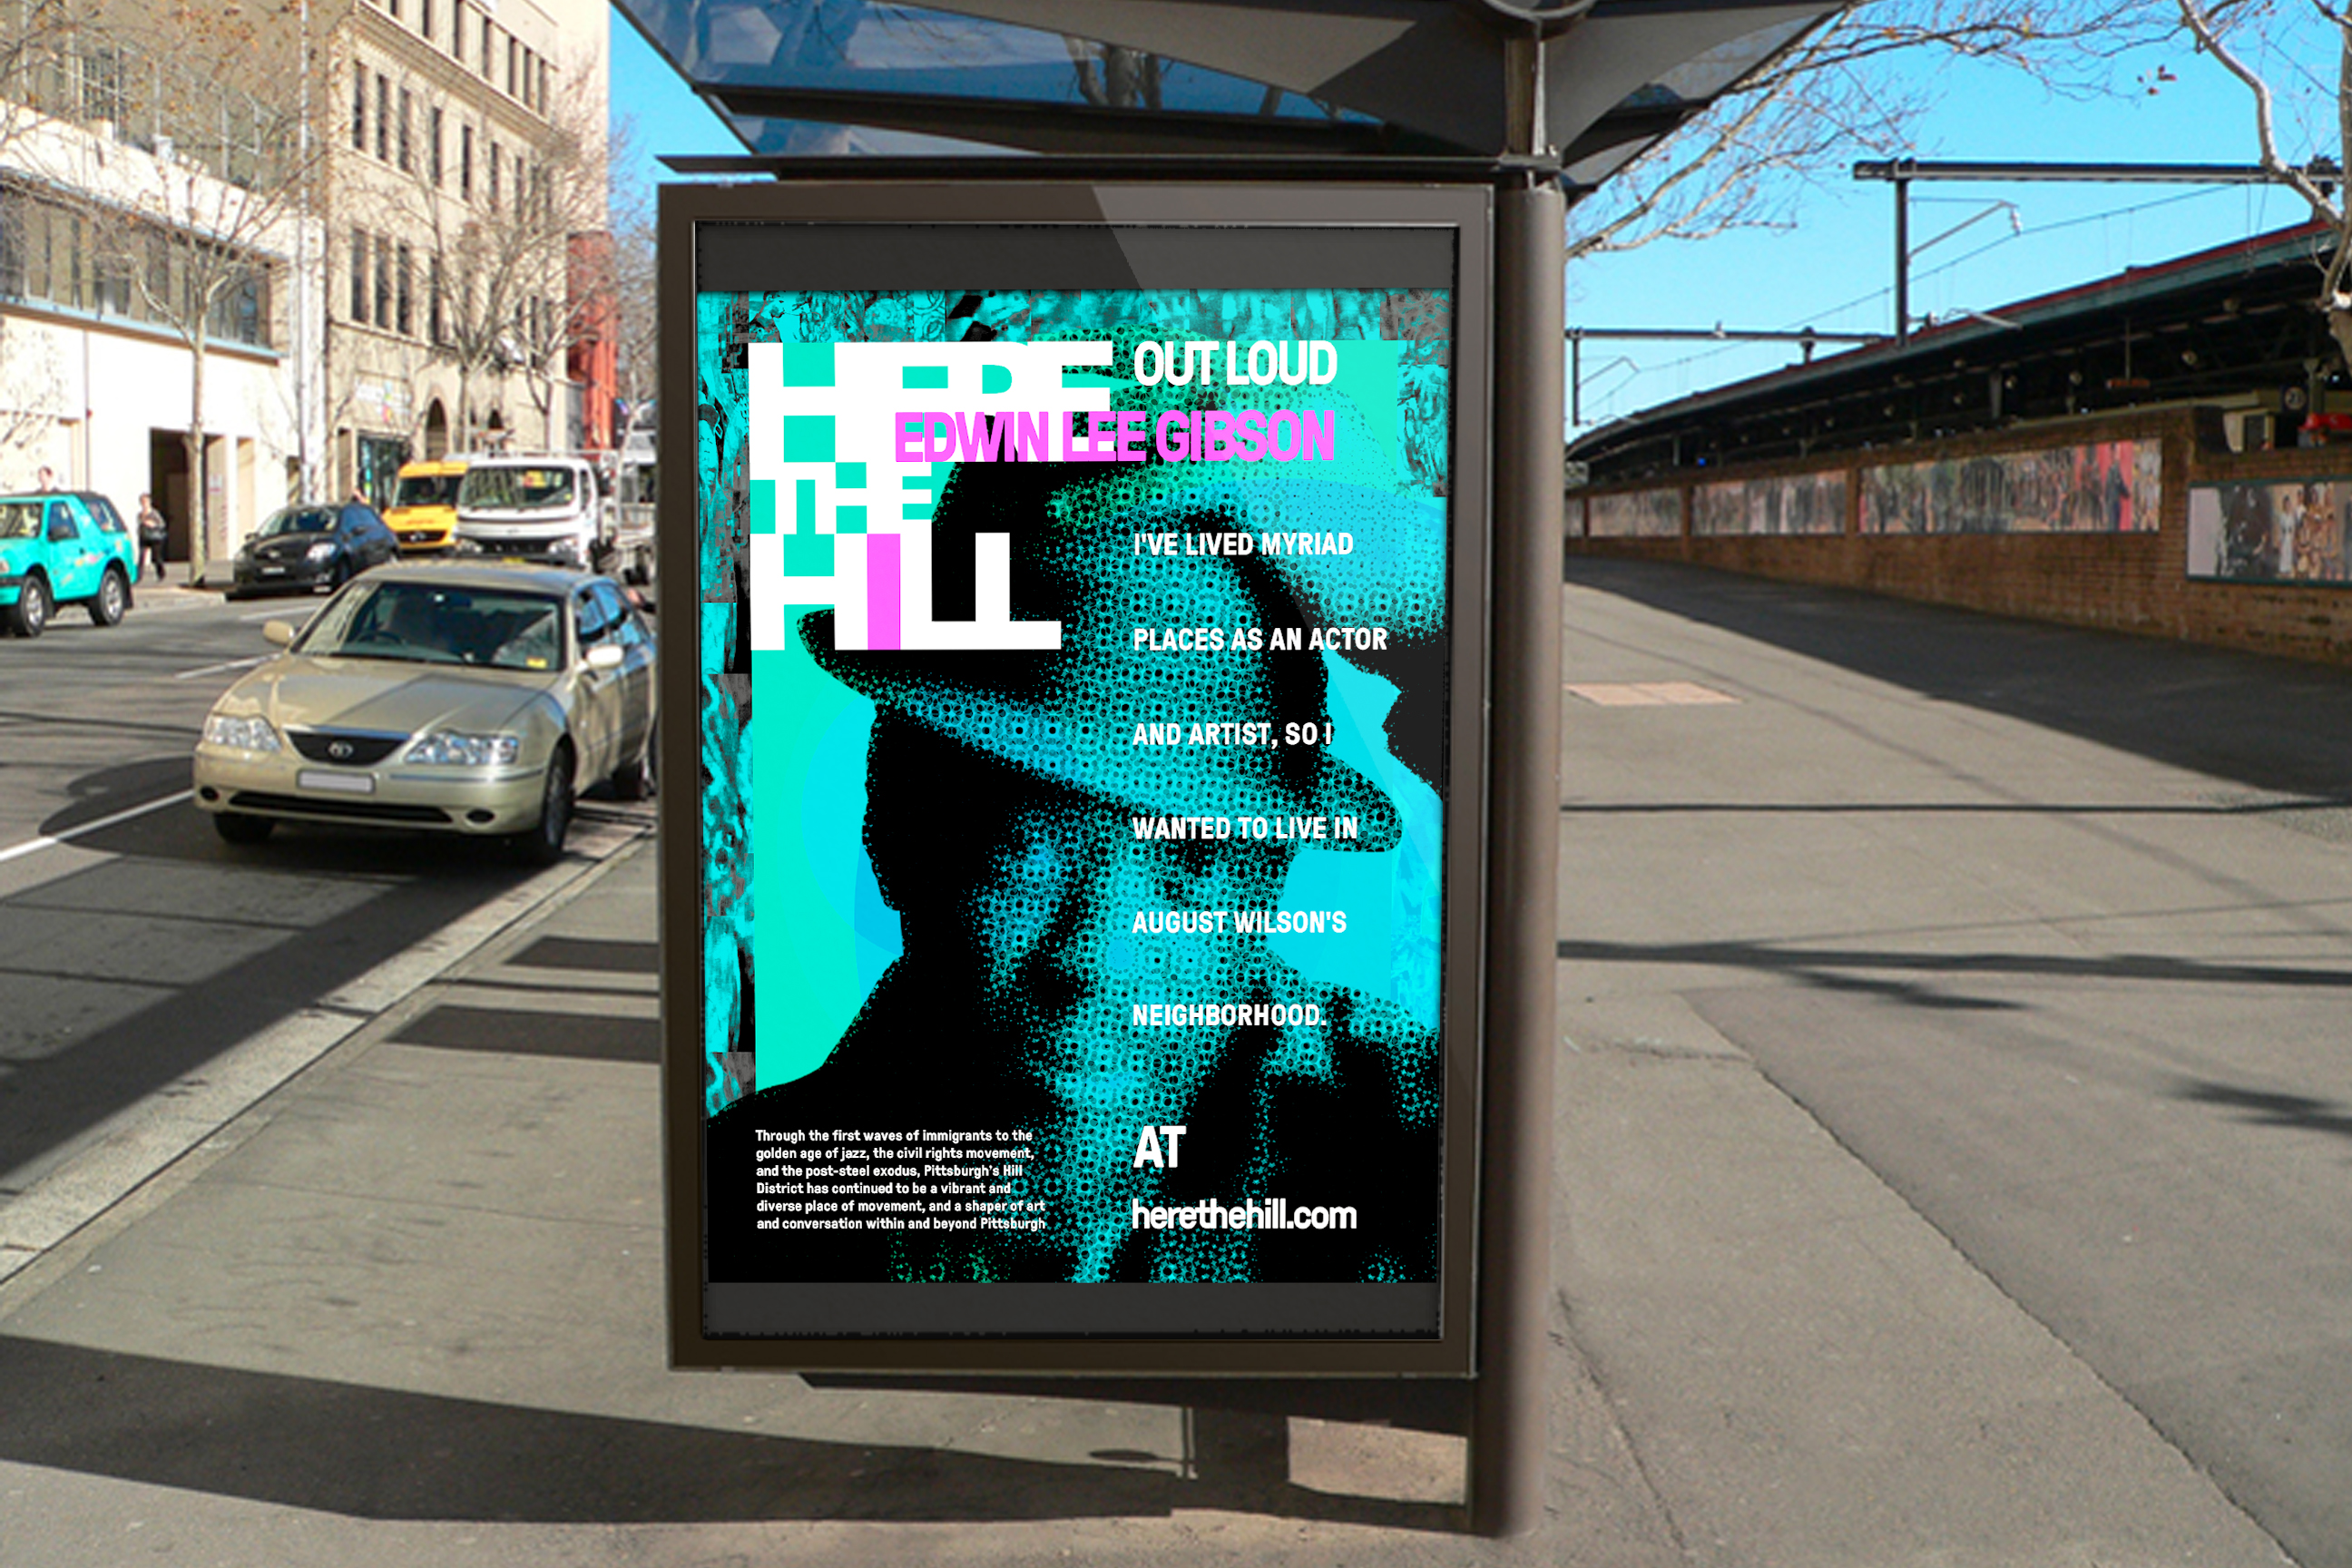 HERE
OUT LOUD
EDWIN LEE GIBSON
THE
HILL
I'VE LIVED MYRIAD
PLACES AS AN ACTOR
AND ARTIST, SO I
WANTED TO LIVE IN
AUGUST WILSON'S
NEIGHBORHOOD.
Through the first waves of immigrants to the
golden age of jazz, the civil rights movement,
and the post-steel exodus, Pittsburgh's Hill
District has continued to be a vibrant and
diverse place of movement, and a shaper of art
and conversation within and beyond Pittsburgh
AT
herethehill.com